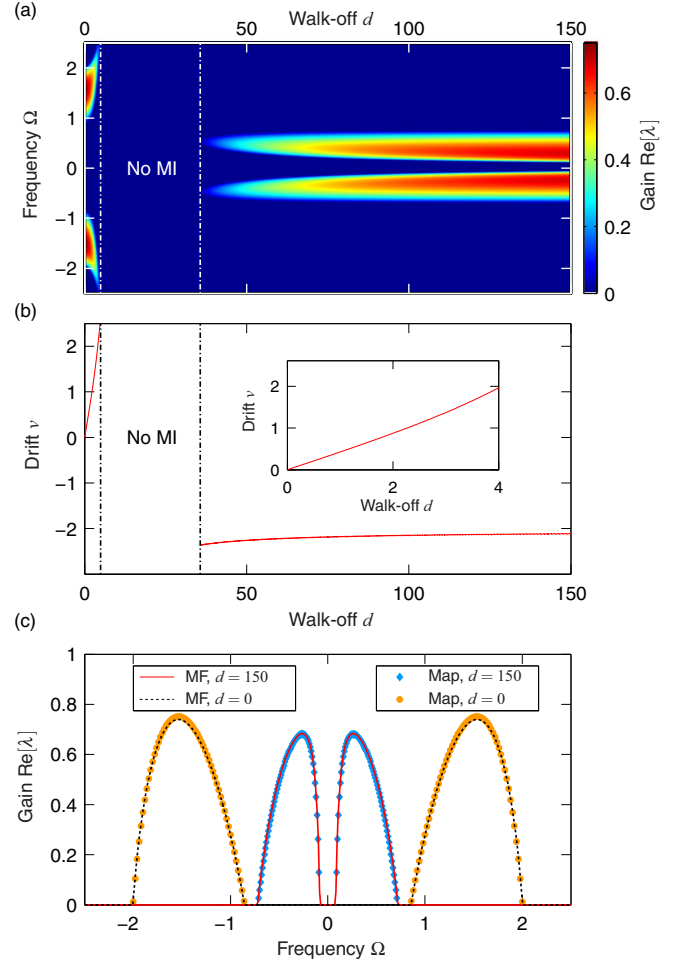 (a)
Walk-off d
0 50 100 150
2
1
0
−1
−2
Frequency Ω
No MI
0.6
0.4
0.2
0
Gain Re[λ]
(b)
2
1
0
−1
−2
Drift ν
No MI
2
1
0
Drift ν
0 2 4
Walk-off d
0 50 100 150
Walk-off d
(c)
1
0.8
0.6
0.4
0.2
0
Gain Re[λ]
MF, d = 150
MF, d = 0
Map, d = 150
Map, d = 0
−2 −1 0 1 2
Frequency Ω